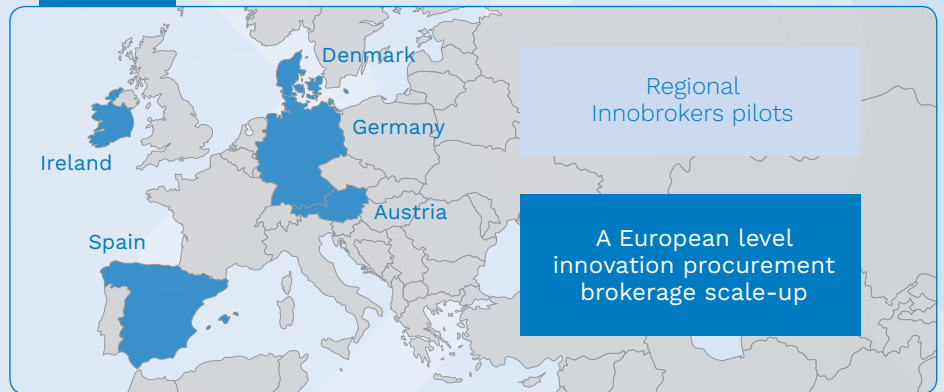 Denmark
Germany
Ireland
Austria
Spain
Regional
Innobrokers pilots
A European level
innovation procurement
brokerage scale-up